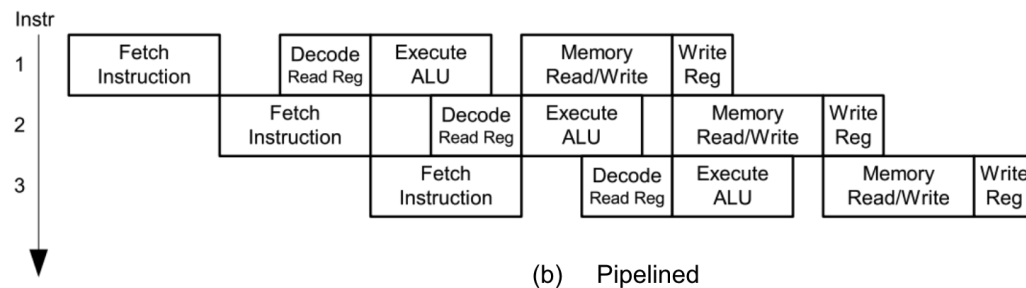 Instr
1
Fetch
Instruction
Decode
Read Reg
Execute
ALU
Memory
Read/Write
Write
Reg
2
Fetch
Instruction
Decode
Read Reg
Execute
ALU
Memory
Read/Write
Write
Reg
3
Fetch
Instruction
Decode
Read Reg
Execute
ALU
Memory
Read/Write
Write
Reg
(b) Pipelined